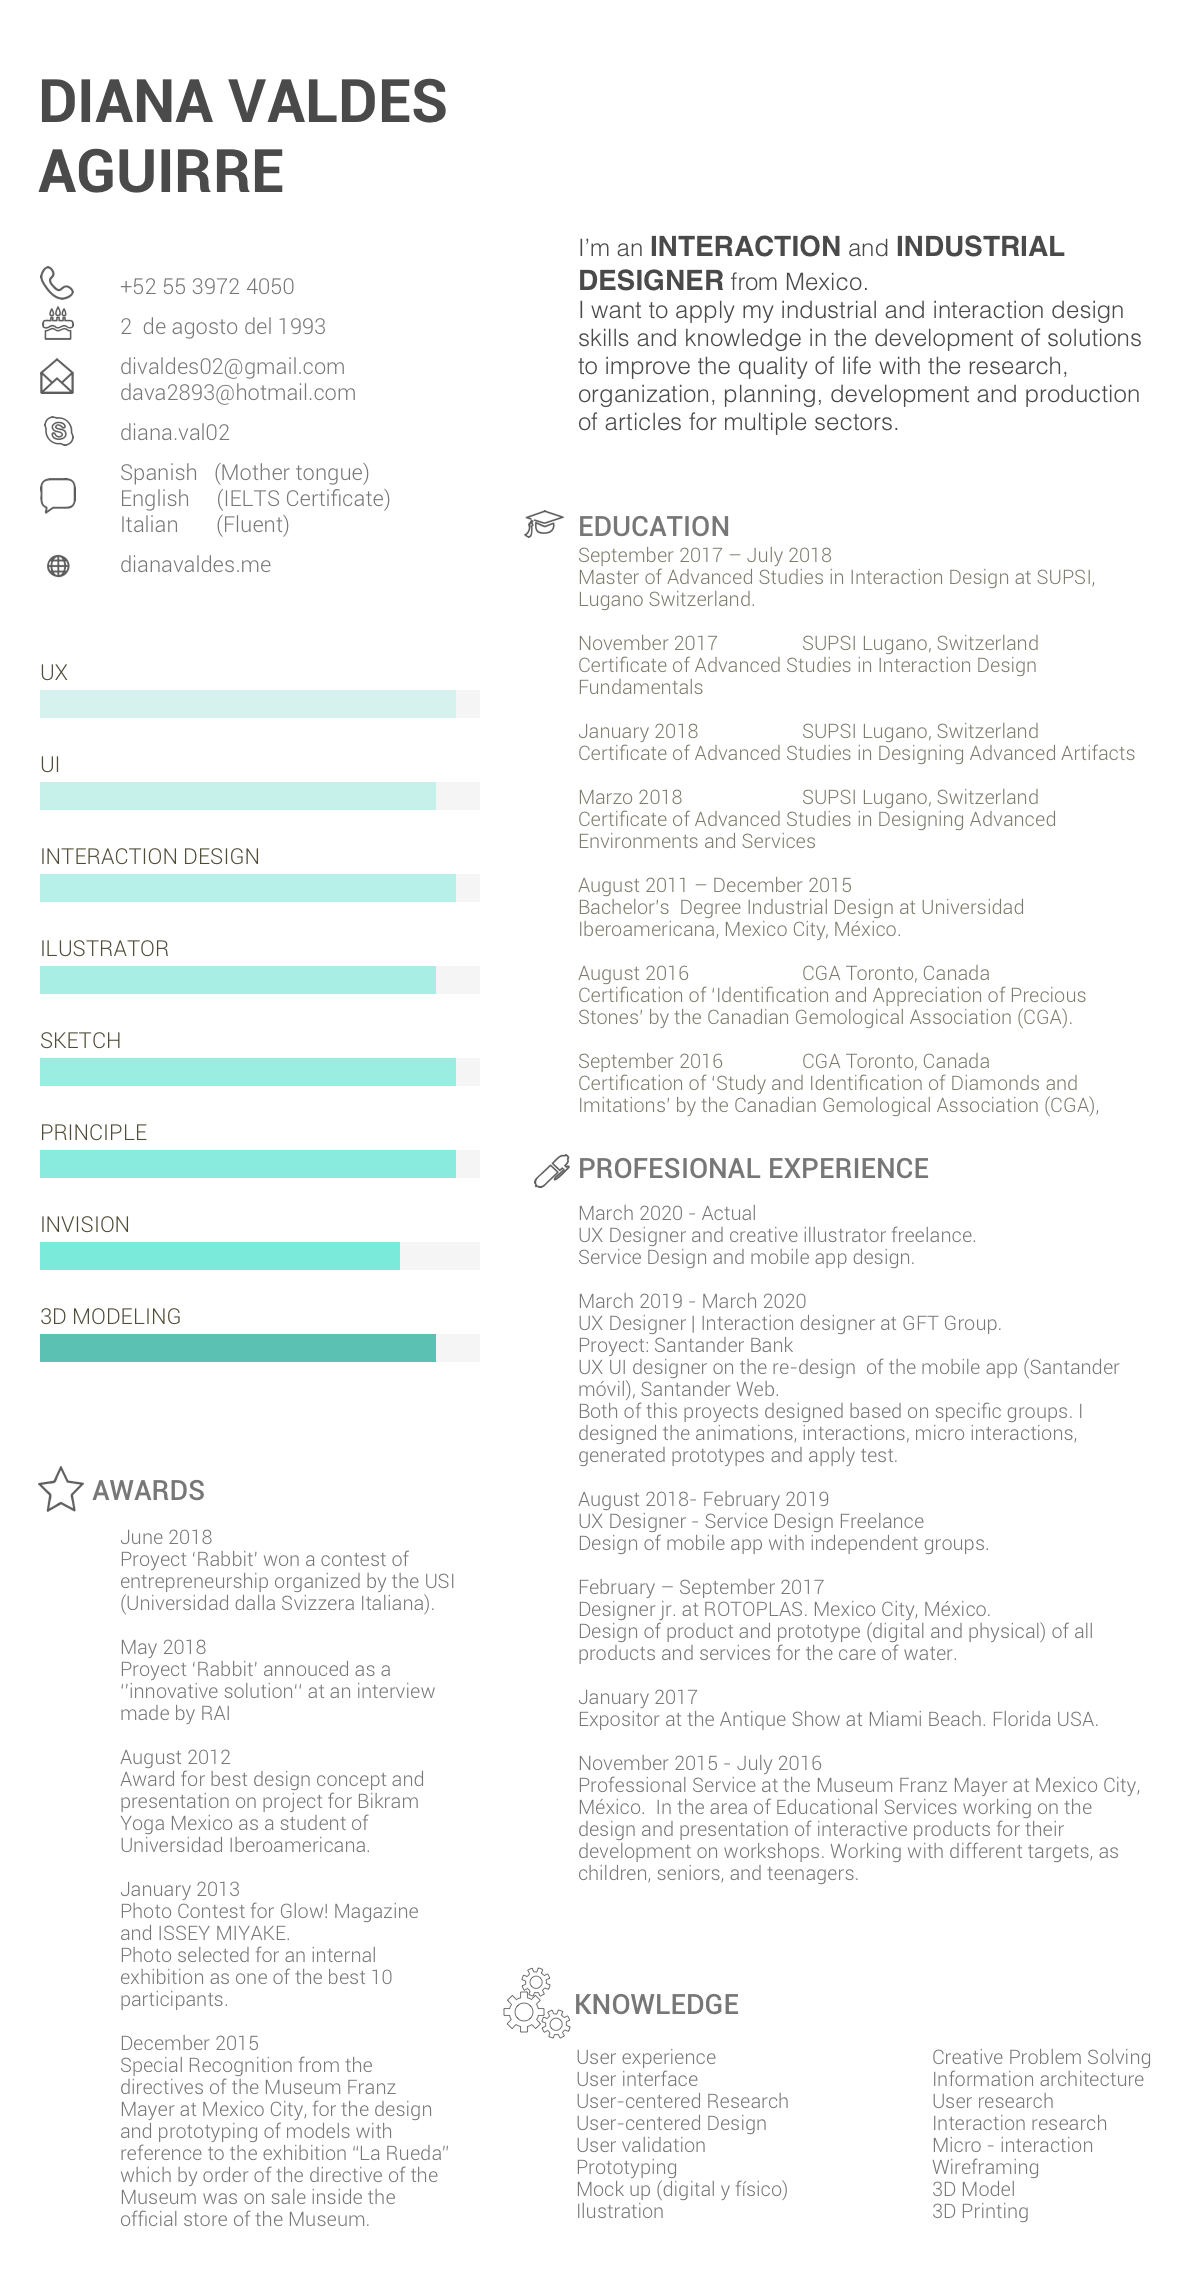 DIANA VALDES
AGUIRRE
+52 55 3972 4050
2  de agosto del 1993
divaldes02@gmail.com
dava2893@hotmail.com
diana.val02
Spanish   (Mother tongue)
English     (IELTS Certificate)
Italian       (Fluent)
dianavaldes.me
UX
UI
INTERACTION DESIGN
ILUSTRATOR
SKETCH
PRINCIPLE
INVISION
3D MODELING
AWARDS
June 2018
Proyect ‘Rabbit’ won a contest of
entrepreneurship organized by the USI
(Universidad dalla Svizzera Italiana).
May 2018
Proyect ‘Rabbit’ annouced as a
‘’innovative solution‘‘ at an interview
made by RAI
August 2012
Award for best design concept and
presentation on project for Bikram
Yoga Mexico as a student of
Universidad Iberoamericana.
January 2013
Photo Contest for Glow! Magazine
and ISSEY MIYAKE.
Photo selected for an internal
exhibition as one of the best 10
participants.
December 2015
Special Recognition from the
directives of the Museum Franz
Mayer at Mexico City, for the design
and prototyping of models with
reference to the exhibition “La Rueda”
which by order of the directive of the
Museum was on sale inside the
official store of the Museum.
I’m an INTERACTION and INDUSTRIAL
DESIGNER from Mexico.
I want to apply my industrial and interaction design
skills and knowledge in the development of solutions
to improve the quality of life with the research,
organization, planning, development and production
of articles for multiple sectors.
EDUCATION
September 2017 – July 2018
Master of Advanced Studies in Interaction Design at SUPSI,
Lugano Switzerland.
November 2017 SUPSI Lugano, Switzerland
Certificate of Advanced Studies in Interaction Design
Fundamentals
January 2018 SUPSI Lugano, Switzerland
Certificate of Advanced Studies in Designing Advanced Artifacts
Marzo 2018 SUPSI Lugano, Switzerland
Certificate of Advanced Studies in Designing Advanced
Environments and Services
August 2011 – December 2015
Bachelor’s  Degree Industrial Design at Universidad
Iberoamericana, Mexico City, México.
August 2016 CGA Toronto, Canada
Certification of ‘Identification and Appreciation of Precious
Stones’ by the Canadian Gemological Association (CGA).
September 2016 CGA Toronto, Canada
Certification of ‘Study and Identification of Diamonds and
Imitations’ by the Canadian Gemological Association (CGA),
PROFESIONAL EXPERIENCE
March 2020 - Actual
UX Designer and creative illustrator freelance.
Service Design and mobile app design.
March 2019 - March 2020
UX Designer | Interaction designer at GFT Group.
Proyect: Santander Bank
UX UI designer on the re-design  of the mobile app (Santander
móvil), Santander Web.
Both of this proyects designed based on specific groups. I
designed the animations, interactions, micro interactions,
generated prototypes and apply test.
August 2018- February 2019
UX Designer - Service Design Freelance
Design of mobile app with independent groups.
February – September 2017
Designer jr. at ROTOPLAS. Mexico City, México.
Design of product and prototype (digital and physical) of all
products and services for the care of water.
January 2017
Expositor at the Antique Show at Miami Beach. Florida USA.
November 2015 - July 2016
Professional Service at the Museum Franz Mayer at Mexico City,
México.  In the area of Educational Services working on the
design and presentation of interactive products for their
development on workshops. Working with different targets, as
children, seniors, and teenagers.
KNOWLEDGE
User experience
User interface
User-centered Research
User-centered Design
User validation
Prototyping
Mock up (digital y físico)
Ilustration
Creative Problem Solving
Information architecture
User research
Interaction research
Micro - interaction
Wireframing
3D Model
3D Printing